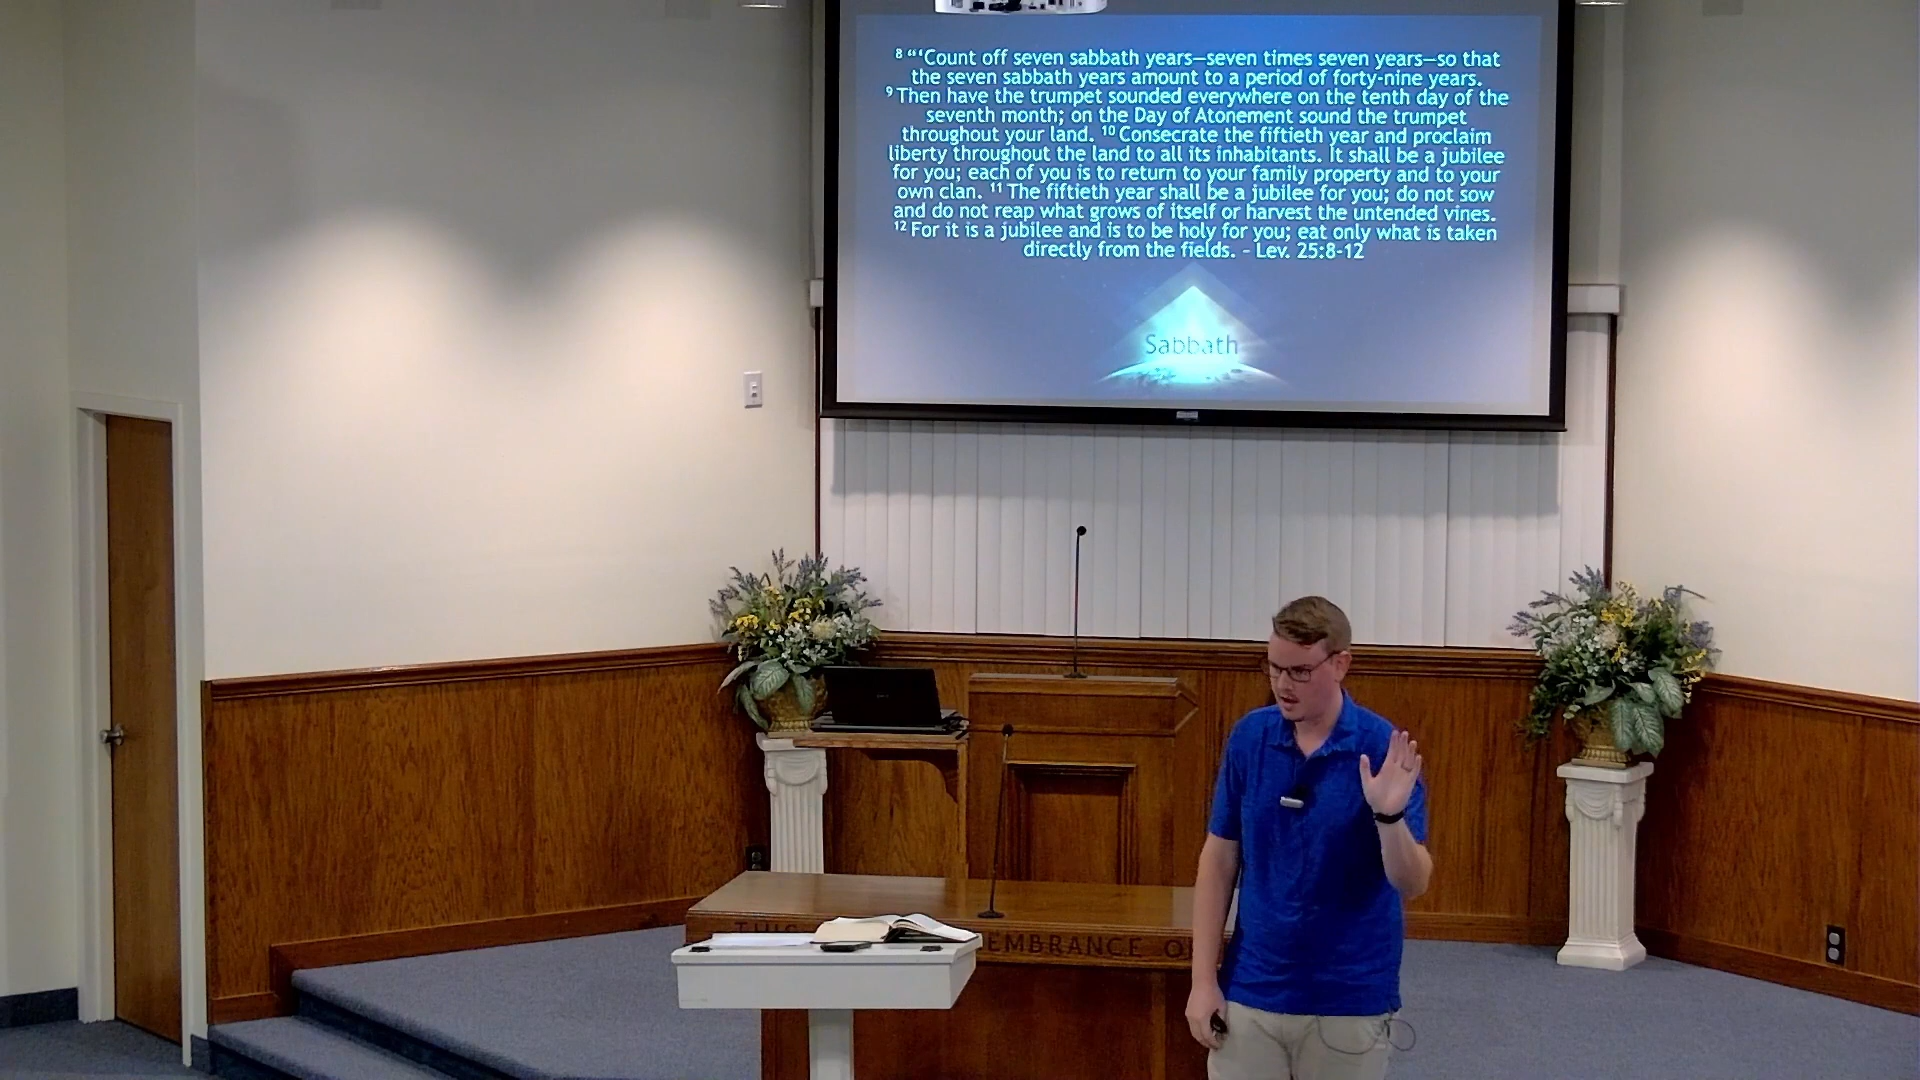 8 “‘Count off seven sabbath years—seven times seven years—so that
the seven sabbath years amount to a period of forty-nine years.
9 Then have the trumpet sounded everywhere on the tenth day of the
seventh month; on the Day of Atonement sound the trumpet
throughout your land. 10 Consecrate the fiftieth year and proclaim
liberty throughout the land to all its inhabitants. It shall be a jubilee
for you; each of you is to return to your family property and to your
own clan. 11 The fiftieth year shall be a jubilee for you; do not sow
and do not reap what grows of itself or harvest the untended vines.
12 For it is a jubilee and is to be holy for you; eat only what is taken
directly from the fields. - Lev. 25:8-12
Sabbath
THIS EMBRANCE O